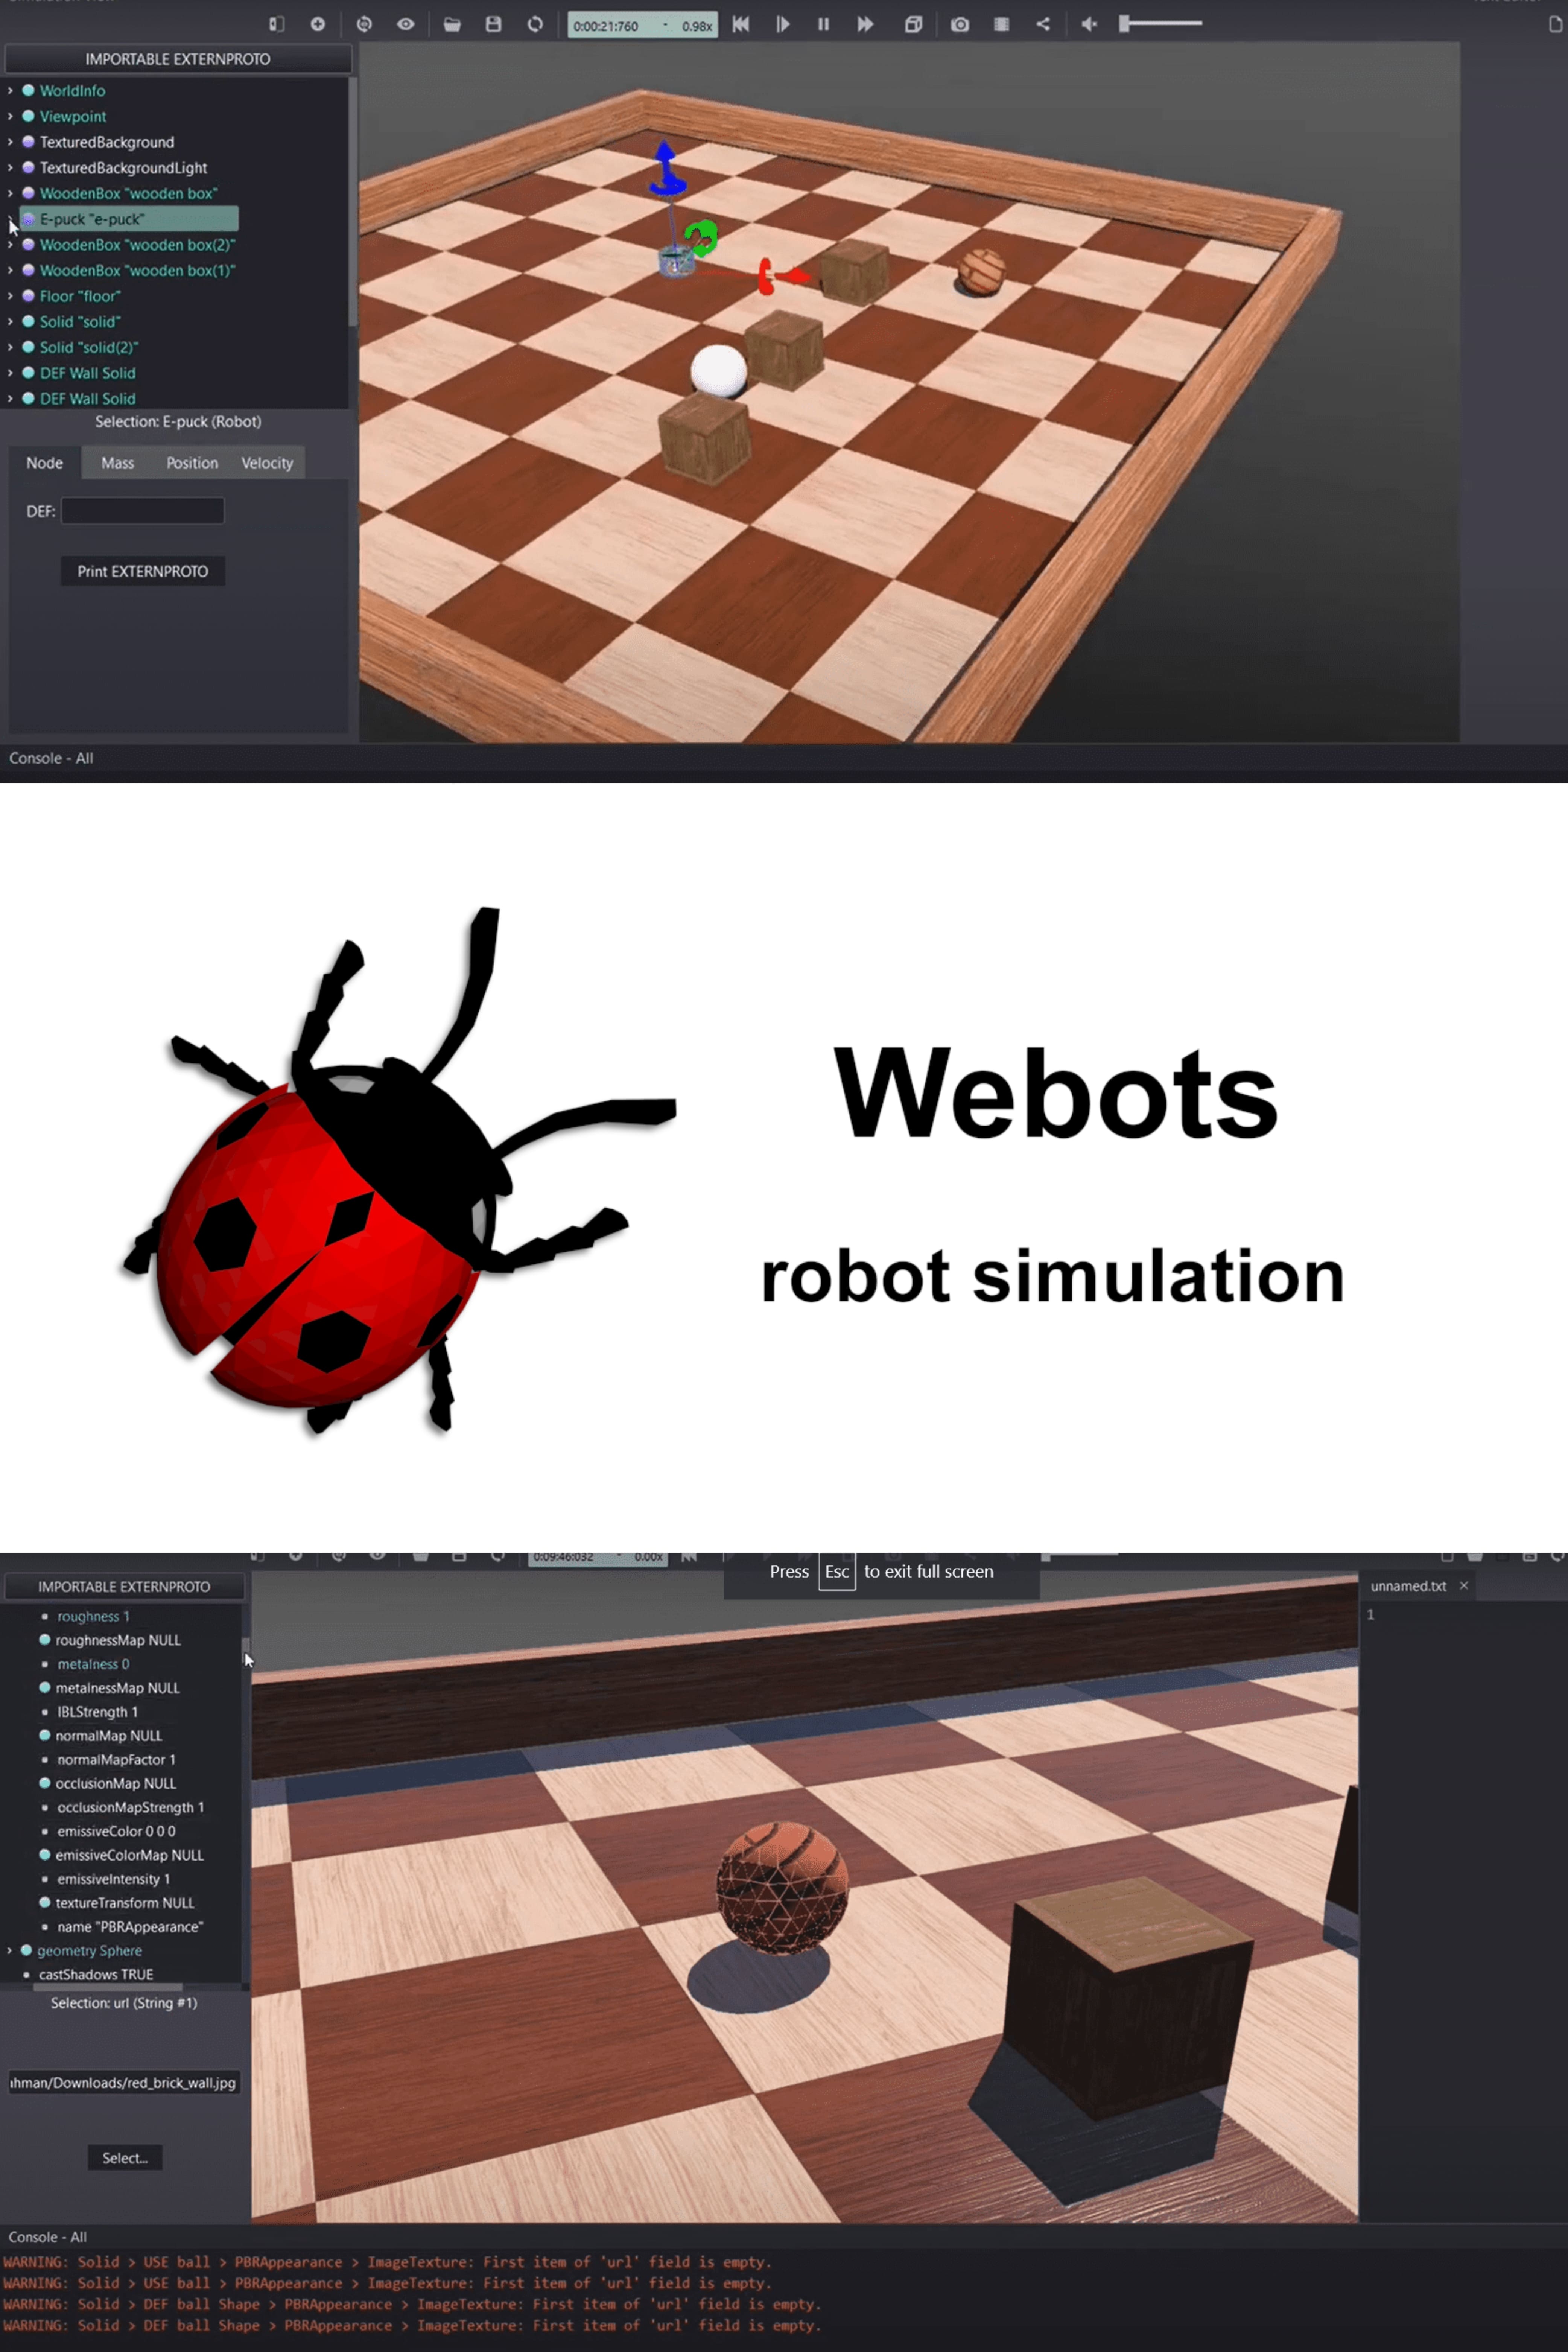 0:00:21:760 - 0.98x
IMPORTABLE EXTERNPROTO
WorldInfo
Viewpoint
TexturedBackground
TexturedBackgroundLight
WoodenBox "wooden box"
E-puck "e-puck"
WoodenBox "wooden box(2)"
WoodenBox "wooden box(1)"
Floor "floor"
Solid "solid"
Solid "solid(2)"
DEF Wall Solid
DEF Wall Solid
Selection: E-puck (Robot)
Node Mass Position Velocity
DEF:
Print EXTERNPROTO
Console - All
Webots
robot simulation
0:09:46:032 - 0.00x
Press Esc to exit full screen
IMPORTABLE EXTERNPROTO
unnamed.txt
1
roughness 1
roughnessMap NULL
metalness 0
metalnessMap NULL
IBLStrength 1
normalMap NULL
normalMapFactor 1
occlusionMap NULL
occlusionMapStrength 1
emissiveColor 0 0 0
emissiveColorMap NULL
emissiveIntensity 1
textureTransform NULL
name "PBRAppearance"
geometry Sphere
castShadows TRUE
Selection: url (String #1)
hman/Downloads/red_brick_wall.jpg
Select...
Console - All
WARNING: Solid > USE ball > PBRAppearance > ImageTexture: First item of 'url' field is empty.
WARNING: Solid > USE ball > PBRAppearance > ImageTexture: First item of 'url' field is empty.
WARNING: Solid > DEF ball Shape > PBRAppearance > ImageTexture: First item of 'url' field is empty.
WARNING: Solid > DEF ball Shape > PBRAppearance > ImageTexture: First item of 'url' field is empty.